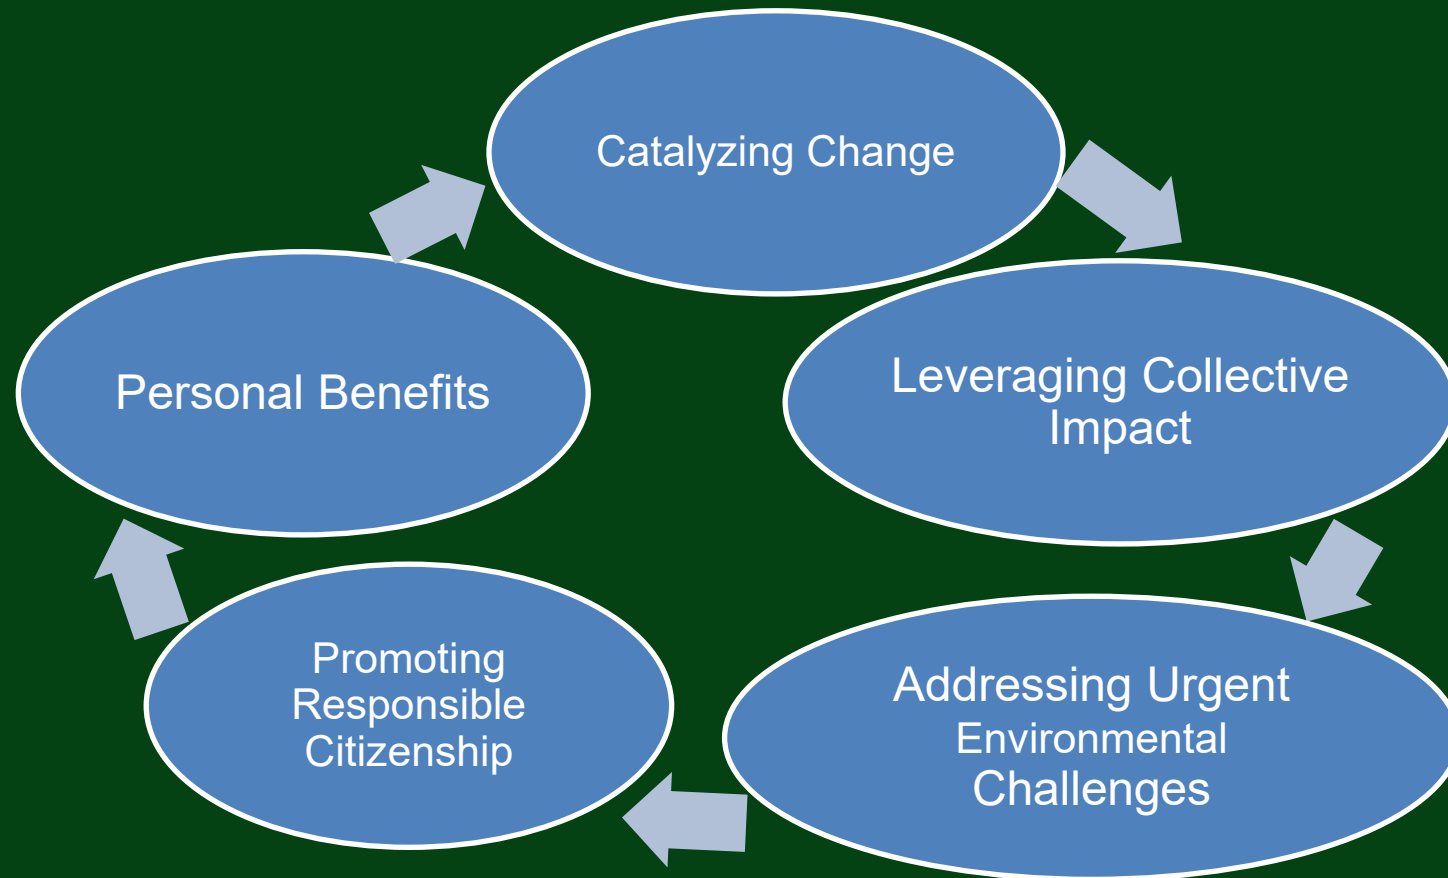 Catalyzing Change
Leveraging Collective
Impact
Addressing Urgent
Environmental
Challenges
Promoting
Responsible
Citizenship
Personal Benefits